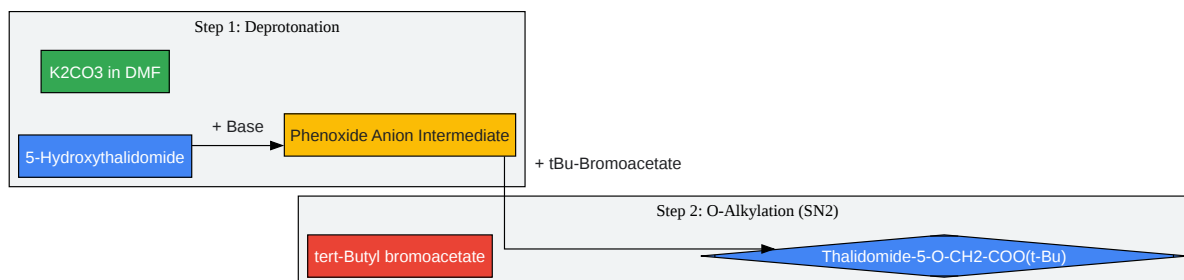 Step 1: Deprotonation
K2CO3 in DMF
+ Base
5-Hydroxythalidomide
Phenoxide Anion Intermediate
+ tBu-Bromoacetate
Step 2: O-Alkylation (SN2)
tert-Butyl bromoacetate
Thalidomide-5-O-CH2-COO(t-Bu)